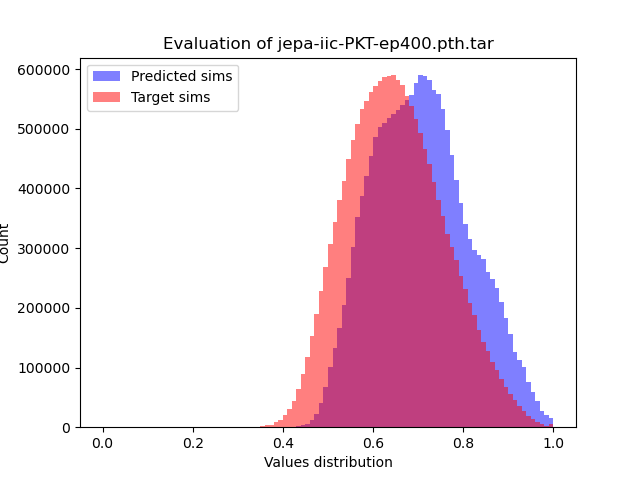 Evaluation of jepa-iic-PKT-ep400.pth.tar
Predicted sims
Target sims
600000
500000
400000
300000
200000
100000
0
Count
0.0 0.2 0.4 0.6 0.8 1.0
Values distribution